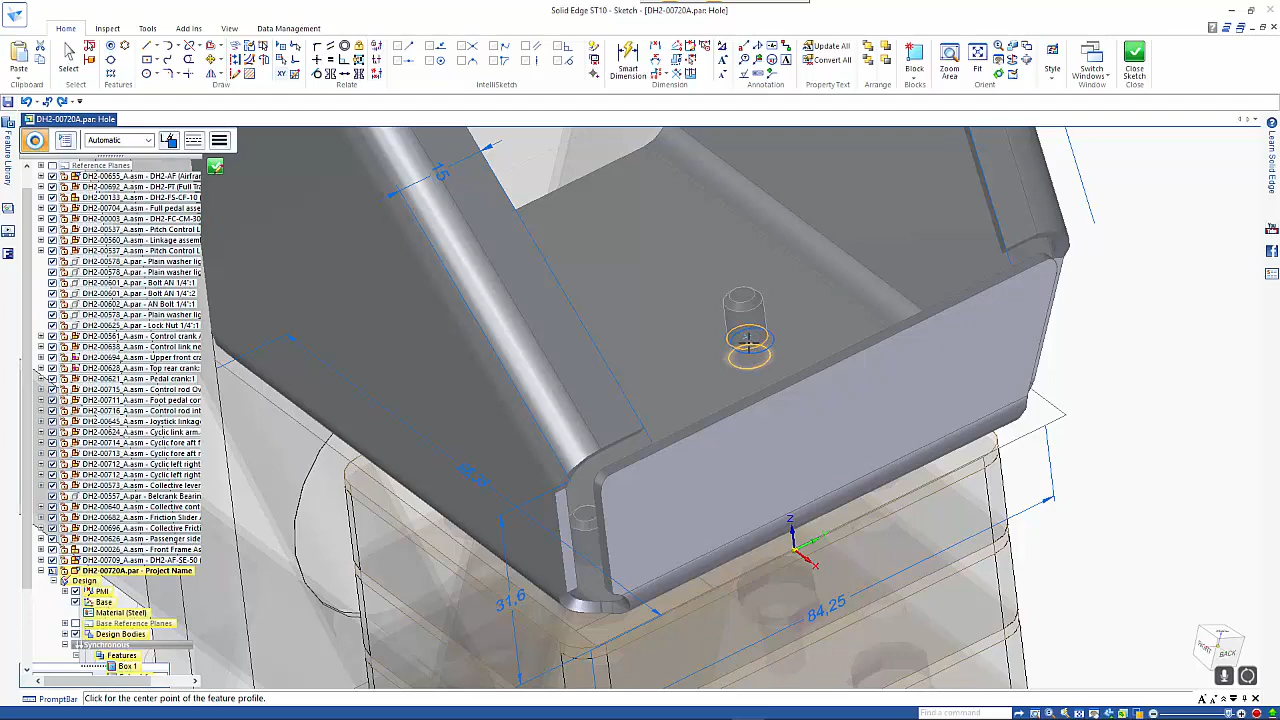 Solid Edge ST10 - Sketch - [DH2-00720A.par: Hole]
Home
Inspect
Tools
Add Ins
View
Data Management
Paste
Select
Smart
Dimension
Update All
Convert All
Block
Zoom
Area
Fit
Style
Switch
Windows
Close
Sketch
Clipboard
Select
Features
Draw
Relate
IntelliSketch
Dimension
Annotation
Property Text
Arrange
Blocks
Orient
Style
Window
Close
DH2-00720A.par: Hole
Automatic
Feature Library
Learn Solid Edge
Reference Planes
DH2-00655_A.asm - DH2-AF (Airfram
DH2-00692_A.asm - DH2-FT (Full Tra
DH2-00133_A.asm - DH2-FS-CF-10
DH2-00704_A.asm - Full pedal assem
DH2-00003_A.asm - DH2-FC-CM-30
DH2-00537_A.asm - Pitch Control L
DH2-00560_A.asm - Linkage assemb
DH2-00537_A.asm - Pitch Control L
DH2-00578_A.par - Plain washer lig
DH2-00578_A.par - Plain washer lig
DH2-00601_A.par - Bolt AN 1/4":1
DH2-00601_A.par - Bolt AN 1/4":2
DH2-00602_A.par - AN Bolt 1/4":1
DH2-00578_A.par - Plain washer lig
DH2-00625_A.par - Lock Nut 1/4":1
DH2-00561_A.asm - Control crank A
DH2-00638_A.asm - Control link ne
DH2-00694_A.asm - Upper front cra
DH2-00628_A.asm - Top rear crank:
DH2-00621_A.asm - Pedal crank:1
DH2-00715_A.asm - Control rod Ov
DH2-00711_A.asm - Foot pedal con
DH2-00716_A.asm - Control rod int
DH2-00645_A.asm - Joystick linkag
DH2-00624_A.asm - Cyclic link arm
DH2-00714_A.asm - Cyclic fore aft
DH2-00713_A.asm - Cyclic fore aft
DH2-00712_A.asm - Cyclic left right
DH2-00712_A.asm - Cyclic left right
DH2-00573_A.asm - Collective lever
DH2-00557_A.par - Belcrank Bearin
DH2-00640_A.asm - Collective cont
DH2-00682_A.asm - Friction Slider A
DH2-00696_A.asm - Collective Fricti
DH2-00696_A.asm - Passenger side
DH2-00026_A.asm - Front Frame As
DH2-00709_A.asm - DH2-AF-SE-50
DH2-00720A.par - Project Name
Design
PMI
Base
Material (Steel)
Base Reference Planes
Design Bodies
Synchronous
Features
Box 1
15
31,6
84,25
Z
X
BACK
PromptBar
Click for the center point of the feature profile.
Find a command